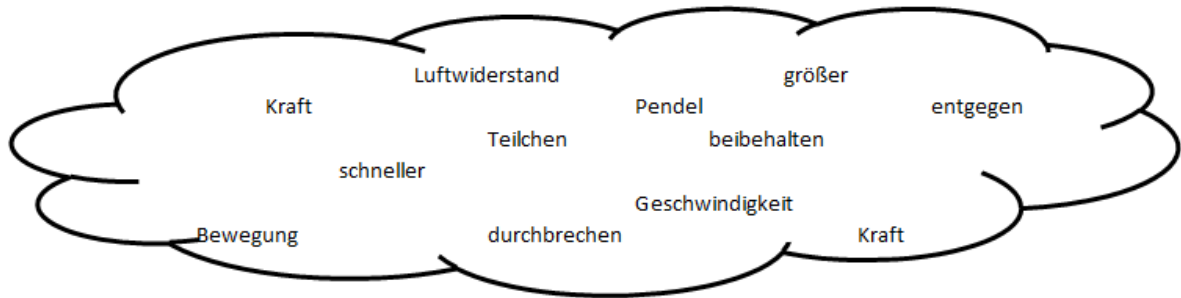 Luftwiderstand größer
Kraft Pendel entgegen
Teilchen beibehalten
schneller
Geschwindigkeit
Bewegung durchbrechen Kraft